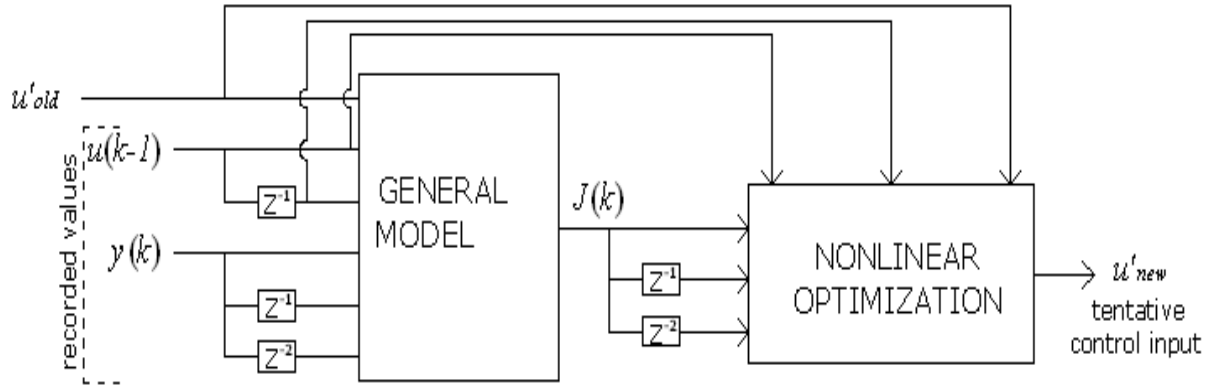 u'old
u(k-1)
Z⁻¹
y(k)
Z⁻¹
Z⁻²
recorded values
GENERAL
MODEL
J(k)
Z⁻¹
Z⁻²
NONLINEAR
OPTIMIZATION
u'new
tentative
control input